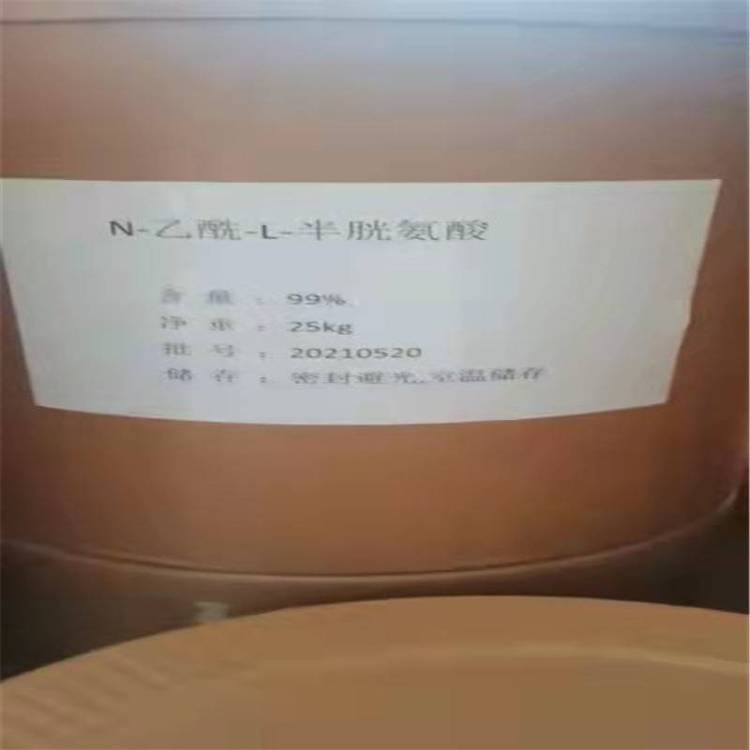 N-乙酰-L-半胱氨酸
含 量 : 99%
净 重 : 25kg
批 号 : 20210520
储 存 : 密封避光,室温储存